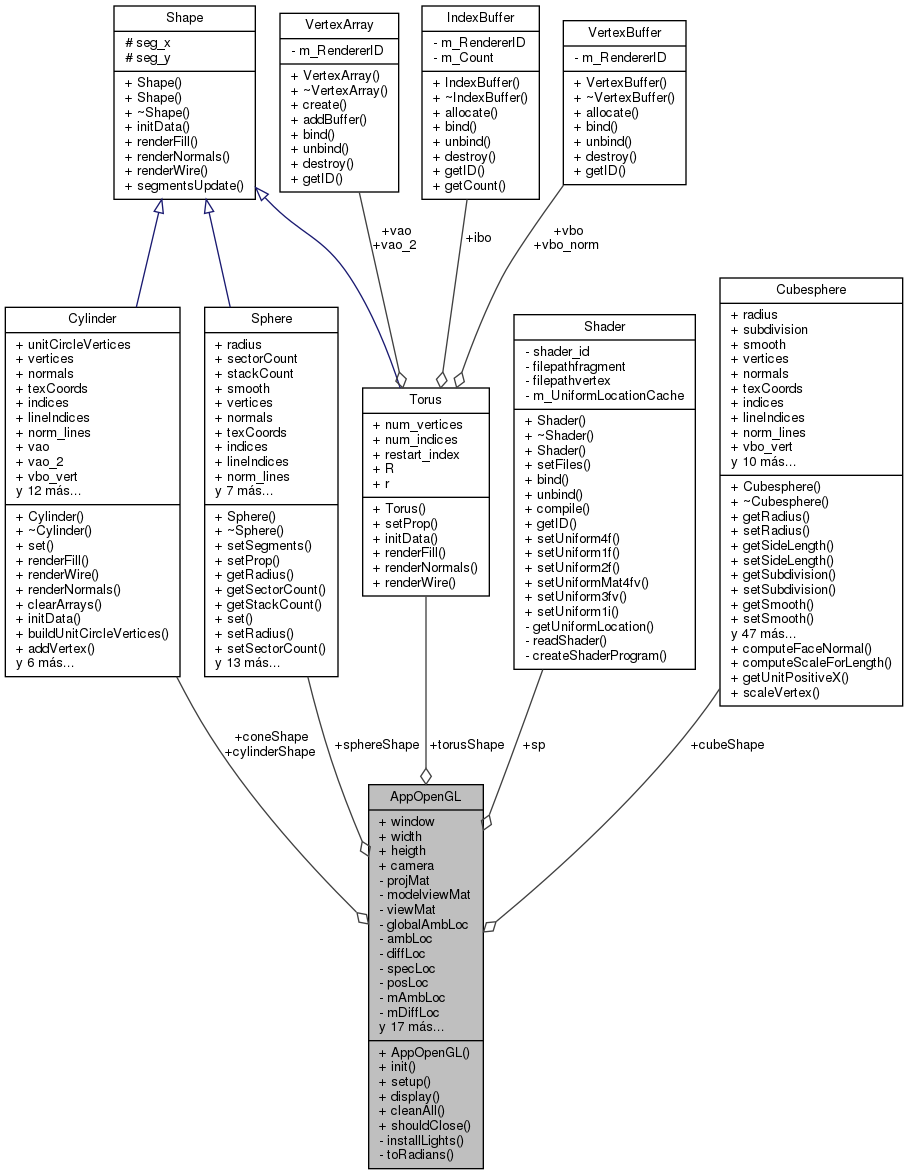 Shape
# seg_x
# seg_y
+ Shape()
+ Shape()
+ ~Shape()
+ initData()
+ renderFill()
+ renderNormals()
+ renderWire()
+ segmentsUpdate()
VertexArray
- m_RendererID
+ VertexArray()
+ ~VertexArray()
+ create()
+ addBuffer()
+ bind()
+ unbind()
+ destroy()
+ getID()
IndexBuffer
- m_RendererID
- m_Count
+ IndexBuffer()
+ ~IndexBuffer()
+ allocate()
+ bind()
+ unbind()
+ destroy()
+ getID()
+ getCount()
VertexBuffer
- m_RendererID
+ VertexBuffer()
+ ~VertexBuffer()
+ allocate()
+ bind()
+ unbind()
+ destroy()
+ getID()
+vao
+vao_2
+ibo
+vbo
+vbo_norm
Cylinder
+ unitCircleVertices
+ vertices
+ normals
+ texCoords
+ indices
+ lineIndices
+ norm_lines
+ vao
+ vao_2
+ vbo_vert
y 12 más...
+ Cylinder()
+ ~Cylinder()
+ set()
+ renderFill()
+ renderWire()
+ renderNormals()
+ clearArrays()
+ initData()
+ buildUnitCircleVertices()
+ addVertex()
y 6 más...
Sphere
+ radius
+ sectorCount
+ stackCount
+ smooth
+ vertices
+ normals
+ texCoords
+ indices
+ lineIndices
+ norm_lines
y 7 más...
+ Sphere()
+ ~Sphere()
+ setSegments()
+ setProp()
+ getRadius()
+ getSectorCount()
+ getStackCount()
+ set()
+ setRadius()
+ setSectorCount()
y 13 más...
Torus
+ num_vertices
+ num_indices
+ restart_index
+ R
+ r
+ Torus()
+ setProp()
+ initData()
+ renderFill()
+ renderNormals()
+ renderWire()
Shader
- shader_id
- filepathfragment
- filepathvertex
- m_UniformLocationCache
+ Shader()
+ ~Shader()
+ Shader()
+ setFiles()
+ bind()
+ unbind()
+ compile()
+ getID()
+ setUniform4f()
+ setUniform1f()
+ setUniform2f()
+ setUniformMat4fv()
+ setUniform3fv()
+ setUniform1i()
- getUniformLocation()
- readShader()
- createShaderProgram()
Cubesphere
+ radius
+ subdivision
+ smooth
+ vertices
+ normals
+ texCoords
+ indices
+ lineIndices
+ norm_lines
+ vbo_vert
y 10 más...
+ Cubesphere()
+ ~Cubesphere()
+ getRadius()
+ setRadius()
+ getSideLength()
+ setSideLength()
+ getSubdivision()
+ setSubdivision()
+ getSmooth()
+ setSmooth()
y 47 más...
+ computeFaceNormal()
+ computeScaleForLength()
+ getUnitPositiveX()
+ scaleVertex()
+coneShape
+cylinderShape
+sphereShape
+torusShape
+sp
+cubeShape
AppOpenGL
+ window
+ width
+ heigth
+ camera
- projMat
- modelviewMat
- viewMat
- globalAmbLoc
- ambLoc
- diffLoc
- specLoc
- posLoc
- mAmbLoc
- mDiffLoc
y 17 más...
+ AppOpenGL()
+ init()
+ setup()
+ display()
+ cleanAll()
+ shouldClose()
- installLights()
- toRadians()